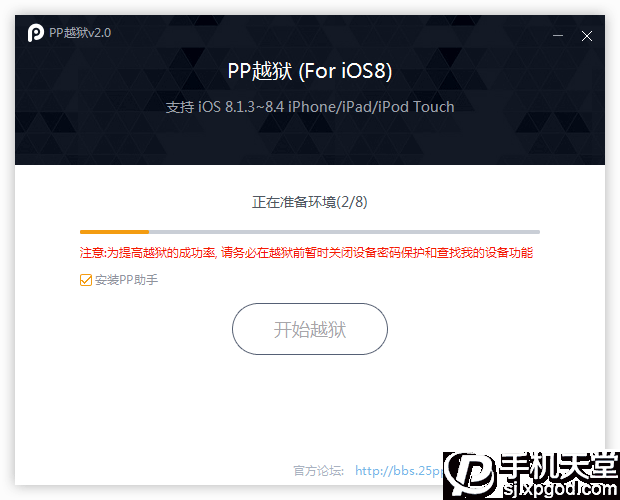 PP越狱v2.0
PP越狱 (For iOS8)
支持 iOS 8.1.3~8.4 iPhone/iPad/iPod Touch
正在准备环境(2/8)
注意:为提高越狱的成功率, 请务必在越狱前暂时关闭设备密码保护和查找我的设备功能
安装PP助手
开始越狱
官方论坛: http://bbs.25pp
手机天堂
sj.xpgod.com